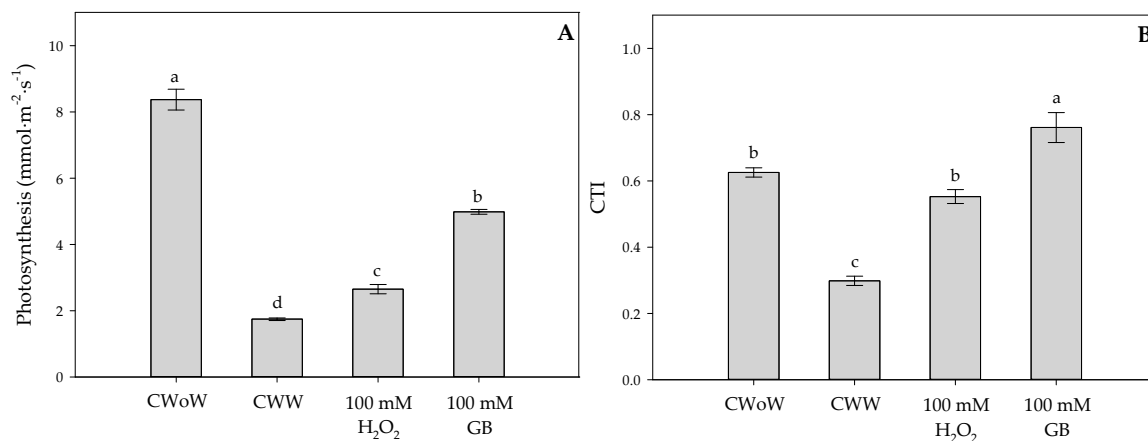 A
Photosynthesis (mmol·m⁻²·s⁻¹)
10
8
6
4
2
0
a
d
c
b
CWoW
CWW
100 mM
H₂O₂
100 mM
GB
B
CTI
1.0
0.8
0.6
0.4
0.2
0.0
b
c
b
a
CWoW
CWW
100 mM
H₂O₂
100 mM
GB